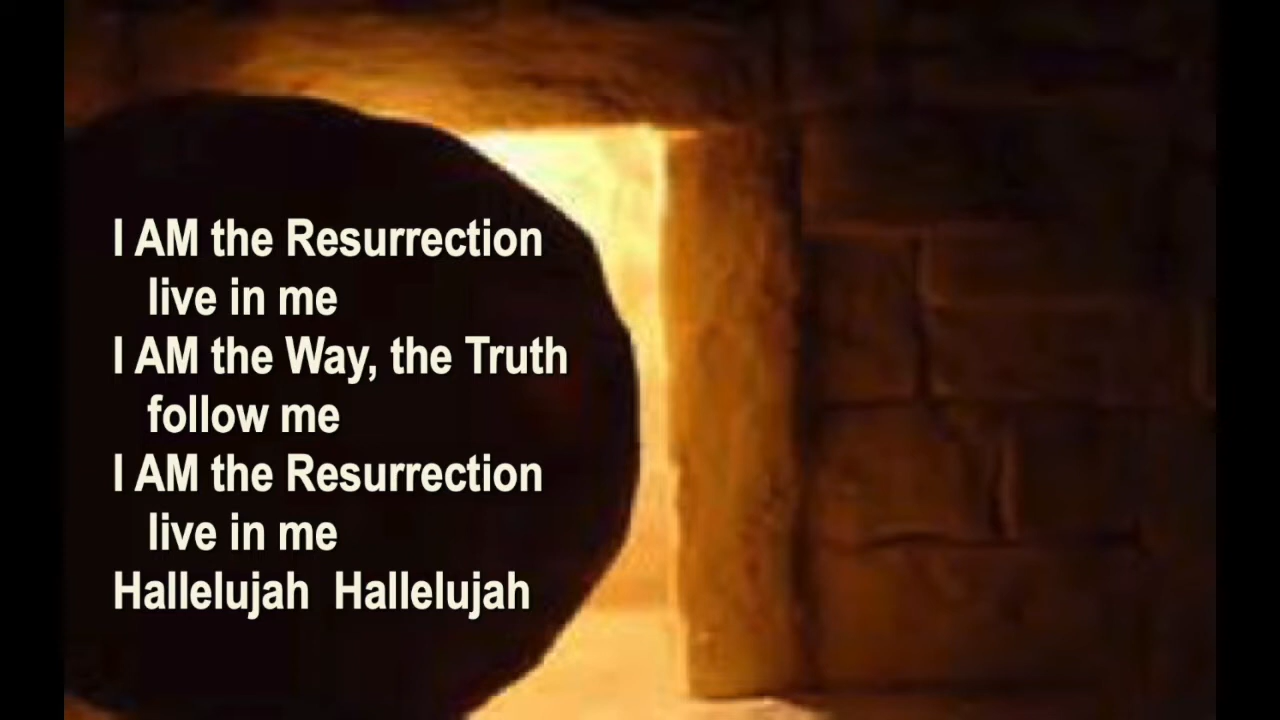 I AM the Resurrection
live in me
I AM the Way, the Truth
follow me
I AM the Resurrection
live in me
Hallelujah  Hallelujah